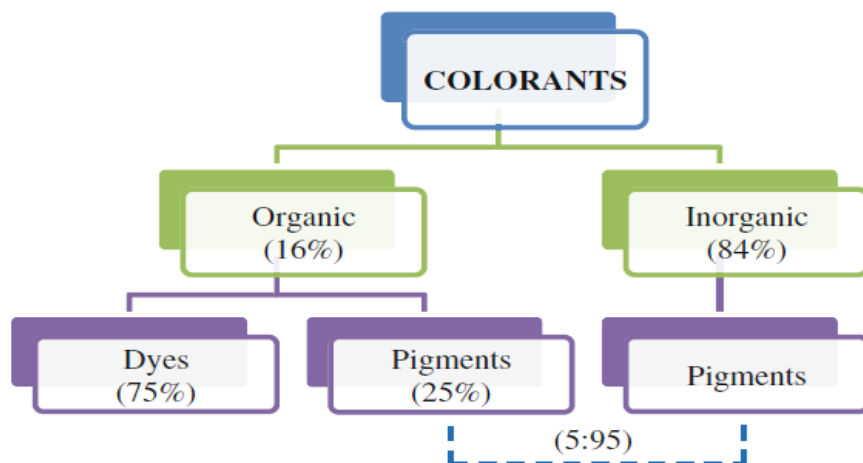 COLORANTS
Organic
(16%)
Inorganic
(84%)
Dyes
(75%)
Pigments
(25%)
Pigments
(5:95)